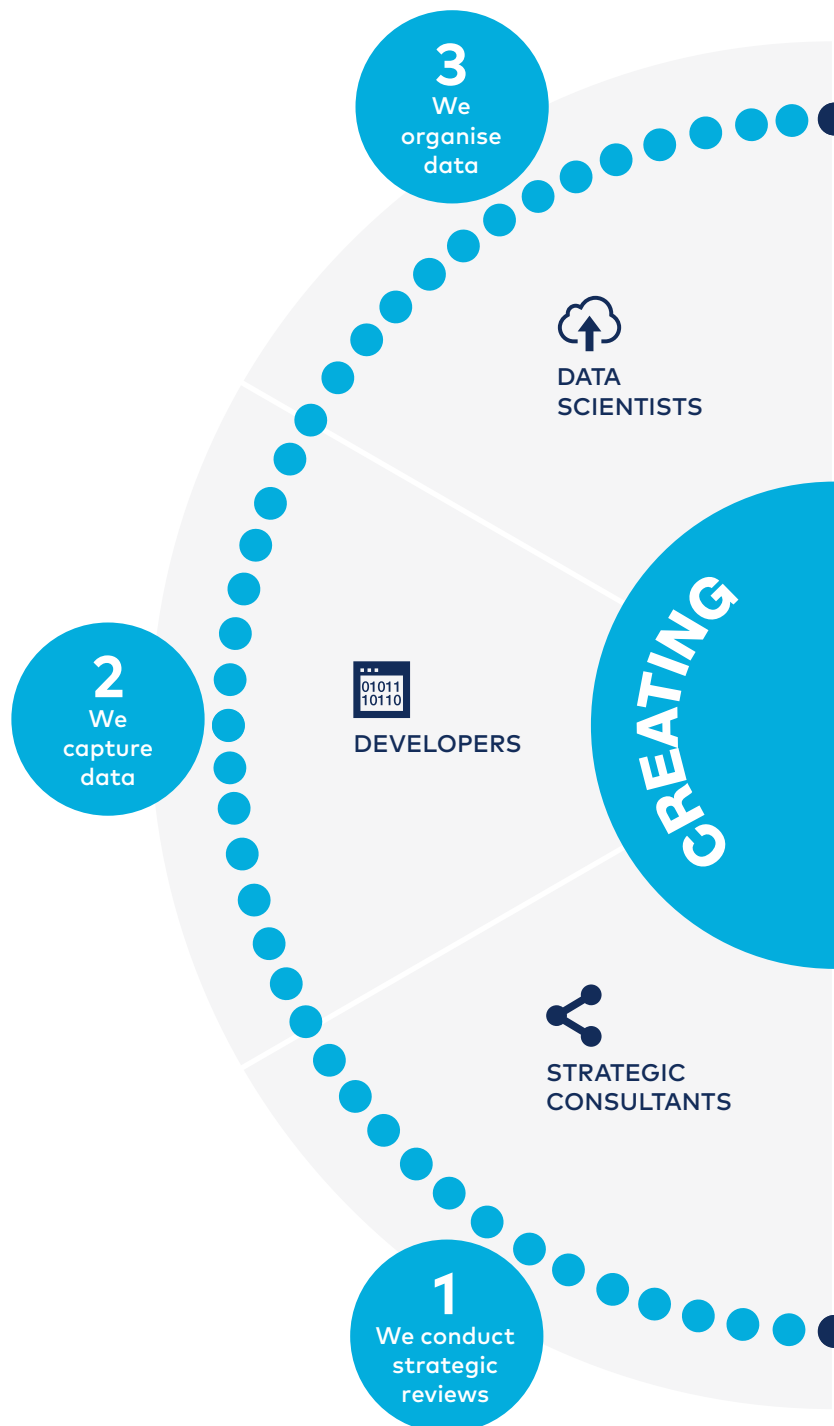 3
We
organise
data
DATA
SCIENTISTS
CREATING
01011
10110
DEVELOPERS
2
We
capture
data
STRATEGIC
CONSULTANTS
1
We conduct
strategic
reviews